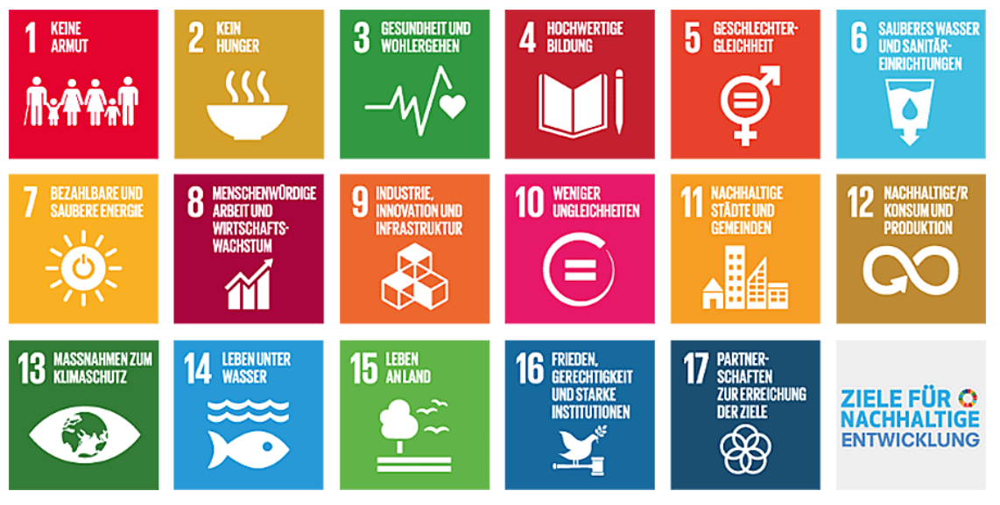 1 KEINE
ARMUT
2 KEIN
HUNGER
3 GESUNDHEIT UND
WOHLERGEHEN
4 HOCHWERTIGE
BILDUNG
5 GESCHLECHTER-
GLEICHHEIT
6 SAUBERES WASSER
UND SANITÄR-
EINRICHTUNGEN
7 BEZAHLBARE UND
SAUBERE ENERGIE
8 MENSCHENWÜRDIGE
ARBEIT UND
WIRTSCHAFTS-
WACHSTUM
9 INDUSTRIE,
INNOVATION UND
INFRASTRUKTUR
10 WENIGER
UNGLEICHHEITEN
11 NACHHALTIGE
STÄDTE UND
GEMEINDEN
12 NACHHALTIGE/R
KONSUM UND
PRODUKTION
13 MASSNAHMEN ZUM
KLIMASCHUTZ
14 LEBEN UNTER
WASSER
15 LEBEN
AN LAND
16 FRIEDEN,
GERECHTIGKEIT
UND STARKE
INSTITUTIONEN
17 PARTNER-
SCHAFTEN
ZUR ERREICHUNG
DER ZIELE
ZIELE FÜR
NACHHALTIGE
ENTWICKLUNG